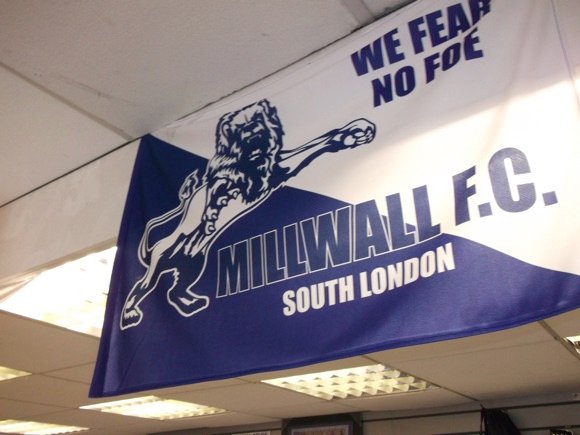 WE FEAR
NO FOE
MILLWALL F.C.
SOUTH LONDON